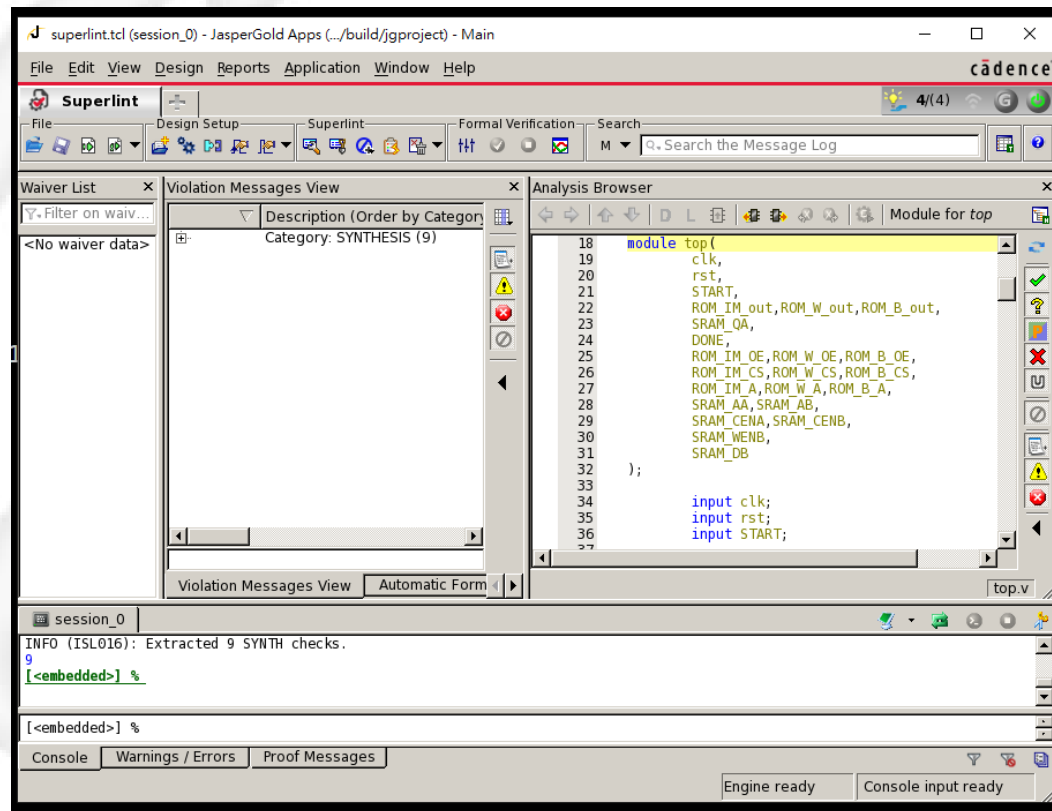 superlint.tcl (session_0) - JasperGold Apps (.../build/jgproject) - Main
File Edit View Design Reports Application Window Help
cādence
Superlint
4/(4)
File Design Setup Superlint Formal Verification Search
M Search the Message Log
Waiver List
Violation Messages View
Analysis Browser
Filter on waiv...
<No waiver data>
Description (Order by Category
Category: SYNTHESIS (9)
Module for top
18 module top(
19 clk,
20 rst,
21 START,
22 ROM_IM_out,ROM_W_out,ROM_B_out,
23 SRAM_QA,
24 DONE,
25 ROM_IM_OE,ROM_W_OE,ROM_B_OE,
26 ROM_IM_CS,ROM_W_CS,ROM_B_CS,
27 ROM_IM_A,ROM_W_A,ROM_B_A,
28 SRAM_AA,SRAM_AB,
29 SRAM_CENA,SRAM_CENB,
30 SRAM_WENB,
31 SRAM_DB
32 );
33
34 input clk;
35 input rst;
36 input START;
37
Violation Messages View Automatic Form
top.v
session_0
INFO (ISL016): Extracted 9 SYNTH checks.
9
[<embedded>] %
[<embedded>] %
Console Warnings / Errors Proof Messages
Engine ready Console input ready